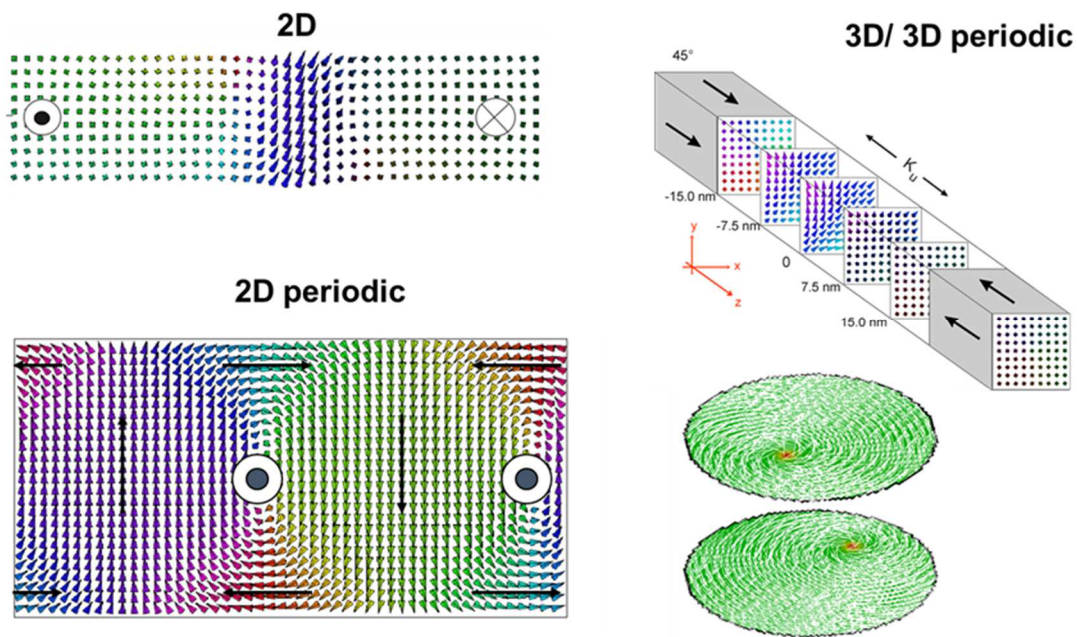 2D
3D/ 3D periodic
45°
K_u
-15.0 nm
-7.5 nm
0
7.5 nm
15.0 nm
y
x
z
2D periodic